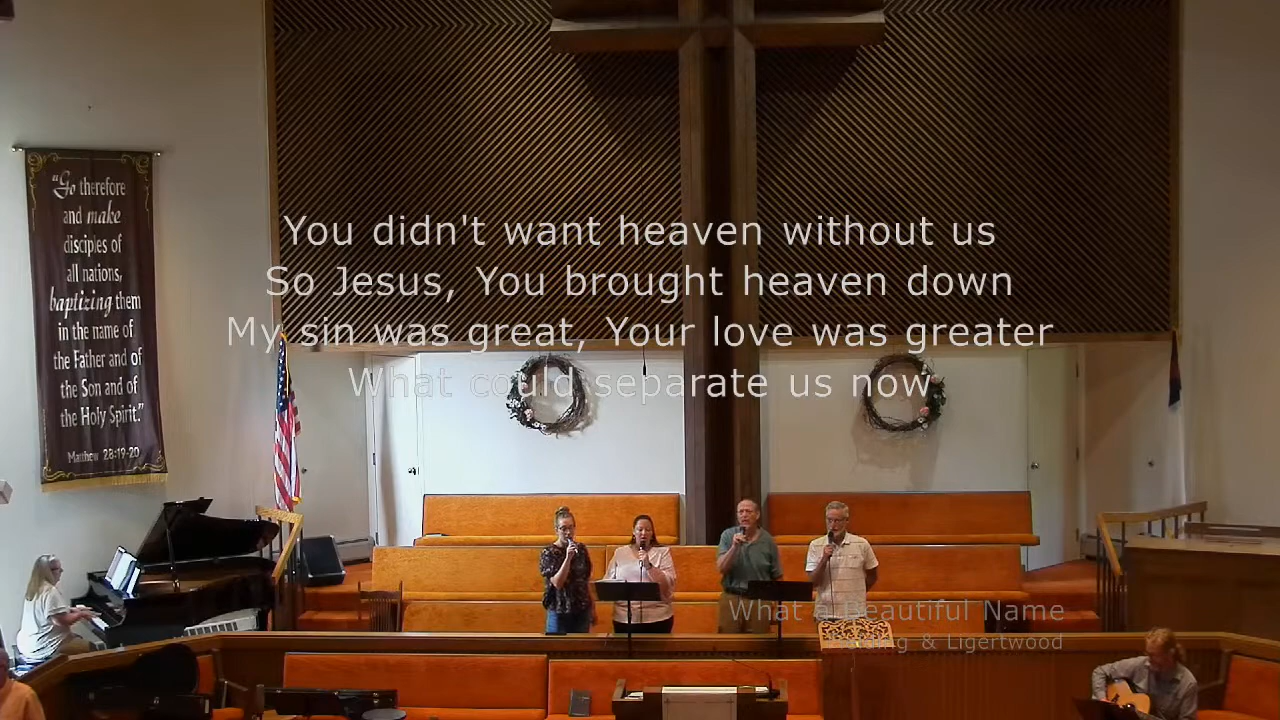 "Go therefore
and make
disciples of
all nations,
baptizing them
in the name of
the Father and of
the Son and of
the Holy Spirit."
Matthew 28:19-20
You didn't want heaven without us
So Jesus, You brought heaven down
My sin was great, Your love was greater
What could separate us now
What a Beautiful Name
& Ligertwood